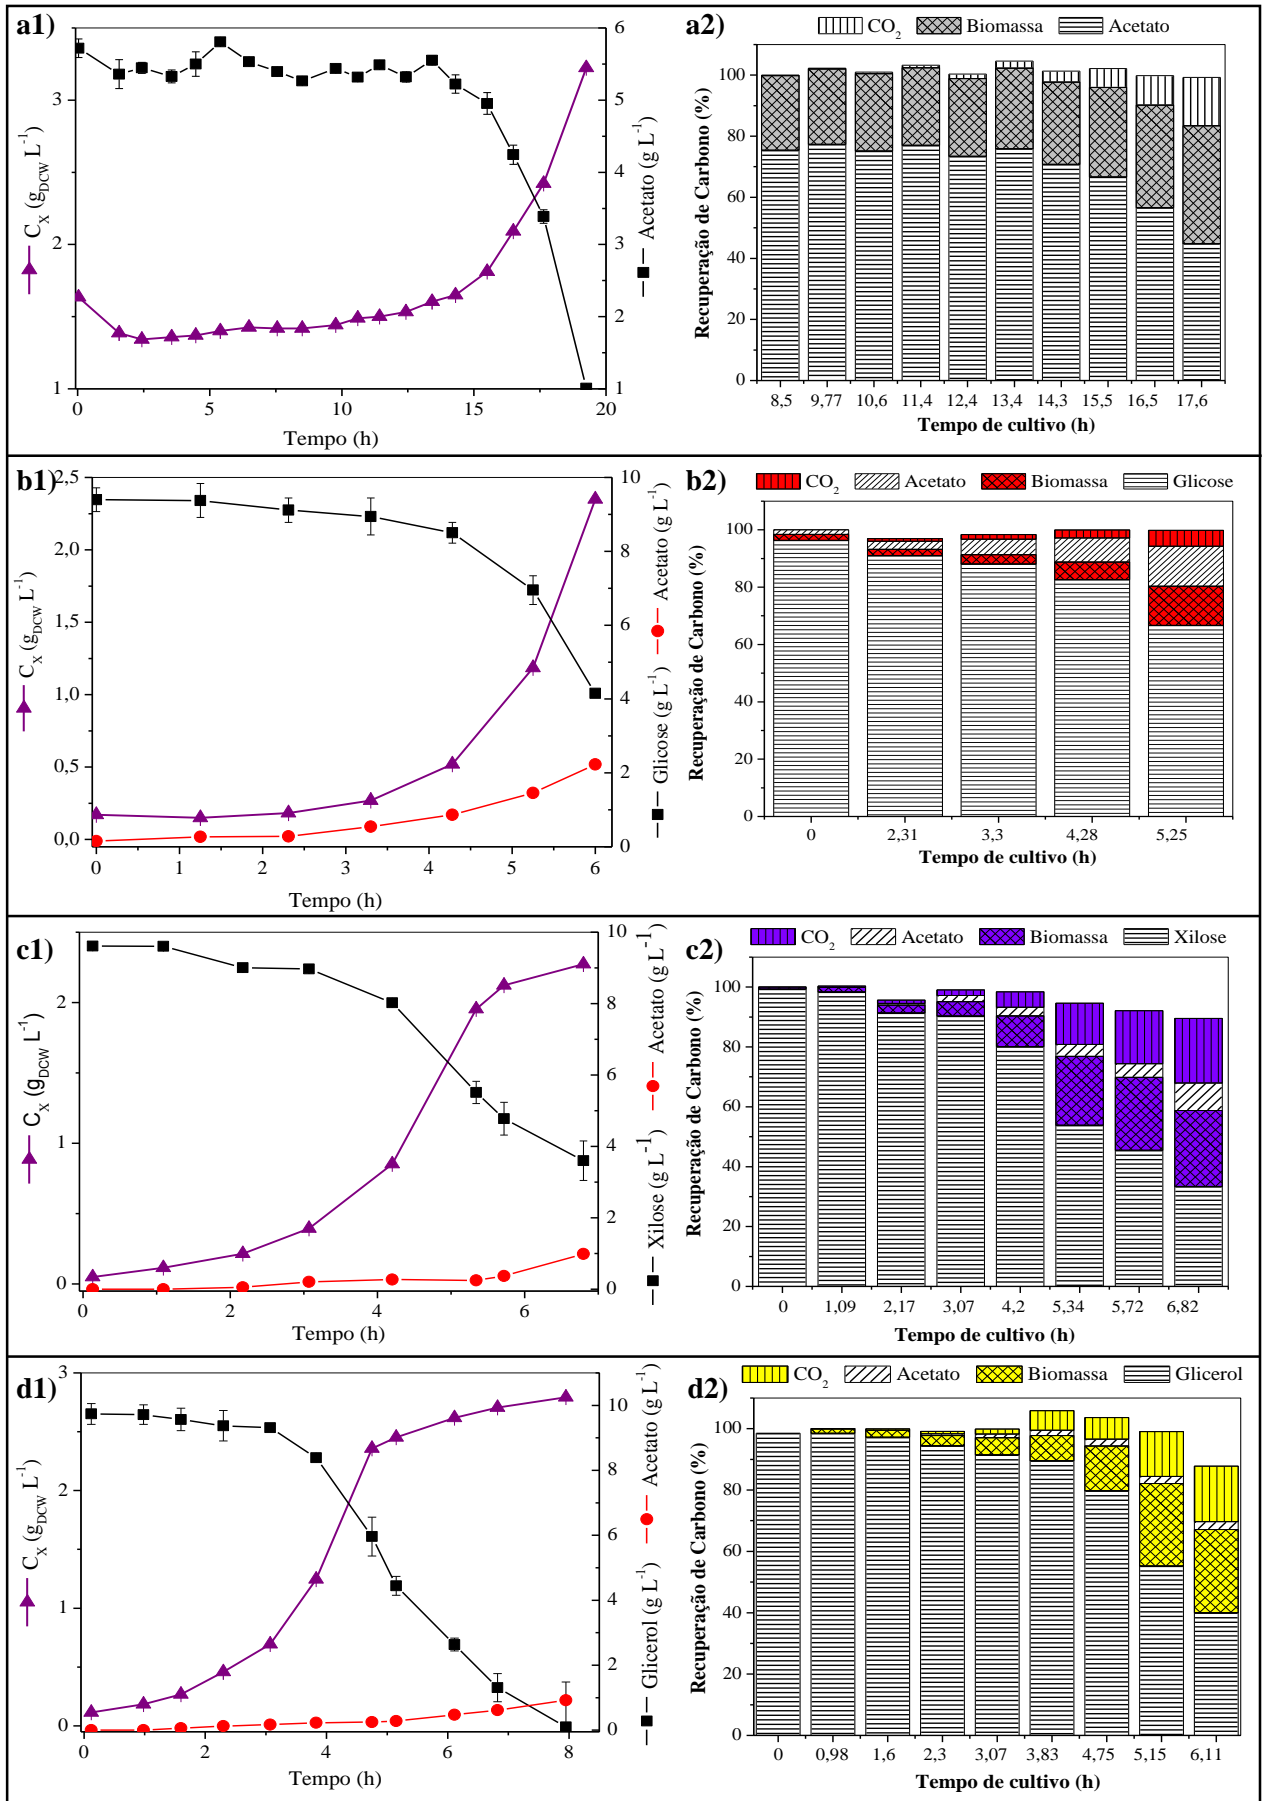 a1)
C_X (g_DCW L^-1)
3
2
1
6
5
4
3
2
1
Acetato (g L^-1)
0
5
10
15
20
Tempo (h)
a2)
CO_2
Biomassa
Acetato
Recuperação de Carbono (%)
100
80
60
40
20
0
8,5
9,77
10,6
11,4
12,4
13,4
14,3
15,5
16,5
17,6
Tempo de cultivo (h)
b1)
C_X (g_DCW L^-1)
2,5
2,0
1,5
1,0
0,5
0,0
10
8
6
4
2
0
Glicose (g L^-1)
Acetato (g L^-1)
0
1
2
3
4
5
6
Tempo (h)
b2)
CO_2
Acetato
Biomassa
Glicose
Recuperação de Carbono (%)
100
80
60
40
20
0
0
2,31
3,3
4,28
5,25
Tempo de cultivo (h)
c1)
C_X (g_DCW L^-1)
2
1
0
10
8
6
4
2
0
Xilose (g L^-1)
Acetato (g L^-1)
2
4
6
Tempo (h)
c2)
CO_2
Acetato
Biomassa
Xilose
Recuperação de Carbono (%)
100
80
60
40
20
0
0
1,09
2,17
3,07
4,2
5,34
5,72
6,82
Tempo de cultivo (h)
d1)
C_X (g_DCW L^-1)
3
2
1
0
10
8
6
4
2
0
Glicerol (g L^-1)
Acetato (g L^-1)
0
2
4
6
8
Tempo (h)
d2)
CO_2
Acetato
Biomassa
Glicerol
Recuperação de Carbono (%)
100
80
60
40
20
0
0
0,98
1,6
2,3
3,07
3,83
4,75
5,15
6,11
Tempo de cultivo (h)